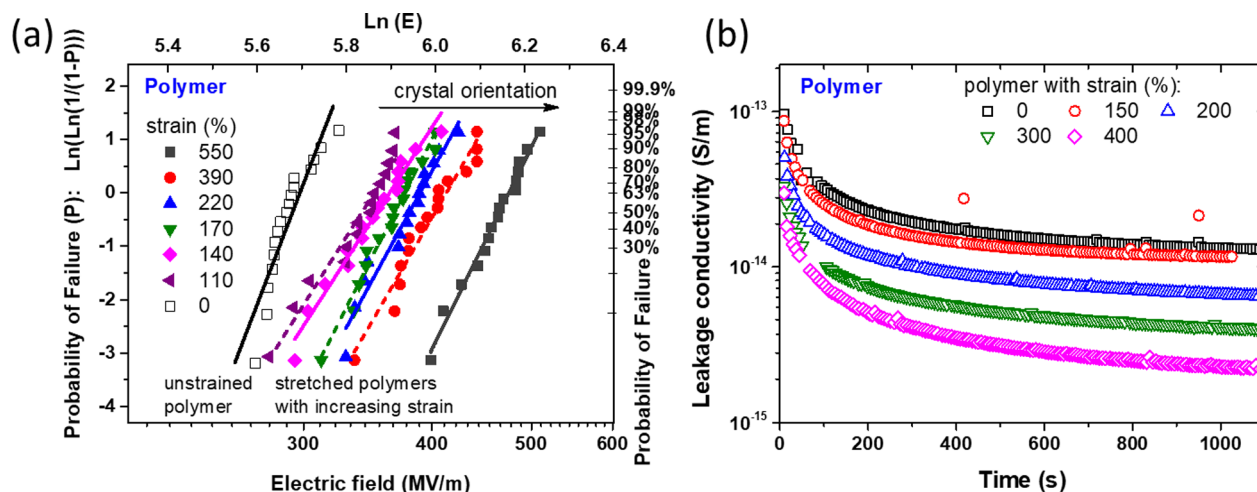 (a)
Ln (E)
5.4 5.6 5.8 6.0 6.2 6.4
Probability of Failure (P): Ln(Ln(1/(1-P)))
2
1
0
-1
-2
-3
-4
Polymer
strain (%)
550
390
220
170
140
110
0
crystal orientation
unstrained
polymer
stretched polymers
with increasing strain
99.9%
99%
98%
95%
90%
80%
70%
63%
50%
40%
30%
Probability of Failure (P)
300 400 500 600
Electric field (MV/m)
(b)
Leakage conductivity (S/m)
10-13
10-14
10-15
Polymer
polymer with strain (%):
0 150 200
300 400
0 200 400 600 800 1000
Time (s)